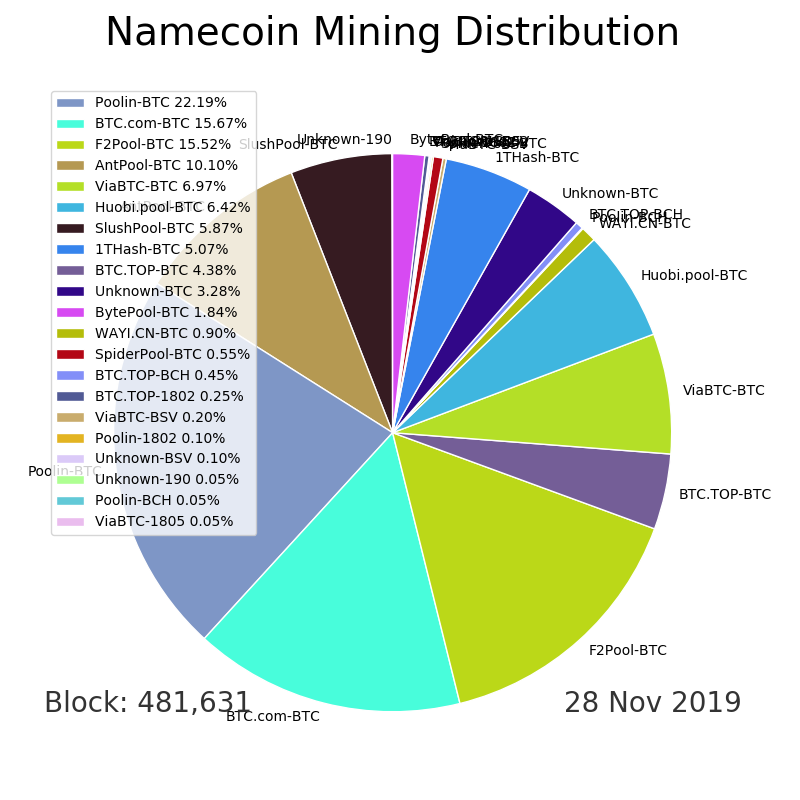 Namecoin Mining Distribution
Poolin-BTC 22.19%
BTC.com-BTC 15.67%
F2Pool-BTC 15.52%
AntPool-BTC 10.10%
ViaBTC-BTC 6.97%
Huobi.pool-BTC 6.42%
SlushPool-BTC 5.87%
1THash-BTC 5.07%
BTC.TOP-BTC 4.38%
Unknown-BTC 3.28%
BytePool-BTC 1.84%
WAYI.CN-BTC 0.90%
SpiderPool-BTC 0.55%
BTC.TOP-BCH 0.45%
BTC.TOP-1802 0.25%
ViaBTC-BSV 0.20%
Poolin-1802 0.10%
Unknown-BSV 0.10%
Unknown-190 0.05%
Poolin-BCH 0.05%
ViaBTC-1805 0.05%
Unknown-190
SlushPool-BTC
AntPool-BTC
Poolin-BTC
BTC.com-BTC
F2Pool-BTC
BTC.TOP-BTC
ViaBTC-BTC
Huobi.pool-BTC
WAYI.CN-BTC
Poolin-BCH
BTC.TOP-BCH
Unknown-BTC
1THash-BTC
Block: 481,631
28 Nov 2019